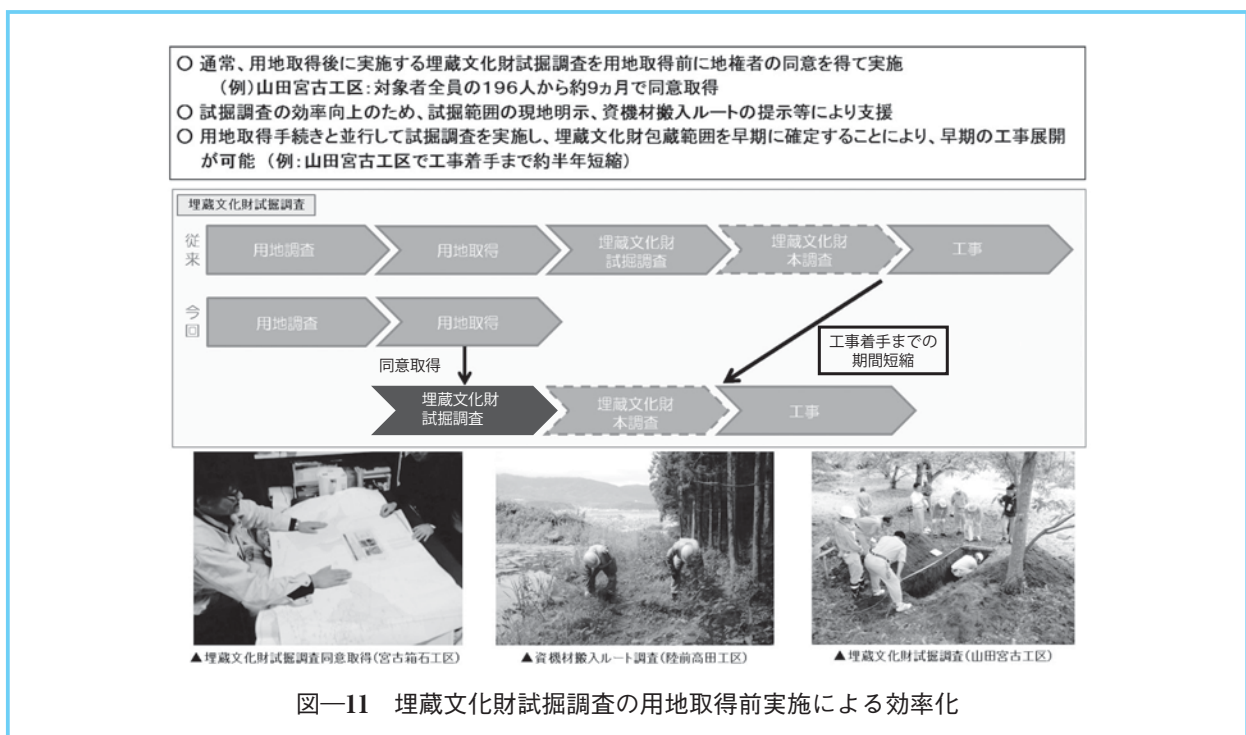 ○ 通常、用地取得後に実施する埋蔵文化財試掘調査を用地取得前に地権者の同意を得て実施
（例）山田宮古工区：対象者全員の196人から約9ヵ月で同意取得
○ 試掘調査の効率向上のため、試掘範囲の現地明示、資機材搬入ルートの提示等により支援
○ 用地取得手続きと並行して試掘調査を実施し、埋蔵文化財包蔵範囲を早期に確定することにより、早期の工事展開
が可能 （例：山田宮古工区で工事着手まで約半年短縮）
埋蔵文化財試掘調査
従来
用地調査
用地取得
埋蔵文化財
試掘調査
埋蔵文化財
本調査
工事
今回
用地調査
用地取得
同意取得
工事着手までの
期間短縮
埋蔵文化財
試掘調査
埋蔵文化財
本調査
工事
▲埋蔵文化財試掘調査同意取得(宮古箱石工区)
▲資機材搬入ルート調査(陸前高田工区)
▲埋蔵文化財試掘調査(山田宮古工区)
図―11 埋蔵文化財試掘調査の用地取得前実施による効率化